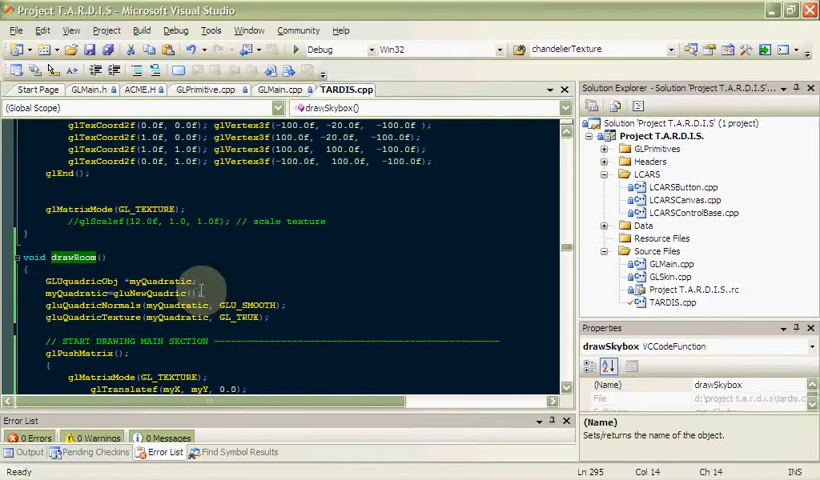 Project T.A.R.D.I.S - Microsoft Visual Studio
File Edit View Project Build Debug Tools Window Community Help
Debug Win32 chandelierTexture
Start Page GLMain.h ACME.H GLPrimitive.cpp GLMain.cpp TARDIS.cpp
(Global Scope) drawSkybox()
glTexCoord2f(0.0f, 0.0f); glVertex3f(-100.0f, -20.0f, -100.0f );
glTexCoord2f(1.0f, 0.0f); glVertex3f(100.0f, -20.0f, -100.0f);
glTexCoord2f(1.0f, 1.0f); glVertex3f(100.0f, 100.0f, -100.0f);
glTexCoord2f(0.0f, 1.0f); glVertex3f(-100.0f, 100.0f, -100.0f);
glEnd();
glMatrixMode(GL_TEXTURE);
//glScalef(12.0f, 1.0, 1.0f); // scale texture
}
void drawRoom()
{
GLUquadricObj *myQuadratic;
myQuadratic=gluNewQuadric();
gluQuadricNormals(myQuadratic, GLU_SMOOTH);
gluQuadricTexture(myQuadratic, GL_TRUE);
// START DRAWING MAIN SECTION ----------------------------------------------------
glPushMatrix();
{
glMatrixMode(GL_TEXTURE);
glTranslatef(myX, myY, 0.0);
Error List
0 Errors 0 Warnings 0 Messages
Output Pending Checkins Error List Find Symbol Results
Ready Ln 295 Col 14 Ch 14
Solution Explorer - Project T.A....
Solution 'Project T.A.R.D.I.S' (1 project)
Project T.A.R.D.I.S.
GLPrimitives
Headers
LCARS
LCARSButton.cpp
LCARSCanvas.cpp
LCARSControlBase.cpp
Data
Resource Files
Source Files
GLMain.cpp
GLSkin.cpp
Project T.A.R.D.I.S..rc
TARDIS.cpp
Properties
drawSkybox VCCodeFunction
(Name) drawSkybox
File d:\project t.a.r.d.i.s\tardis.cp
(Name)
Sets/returns the name of the object.